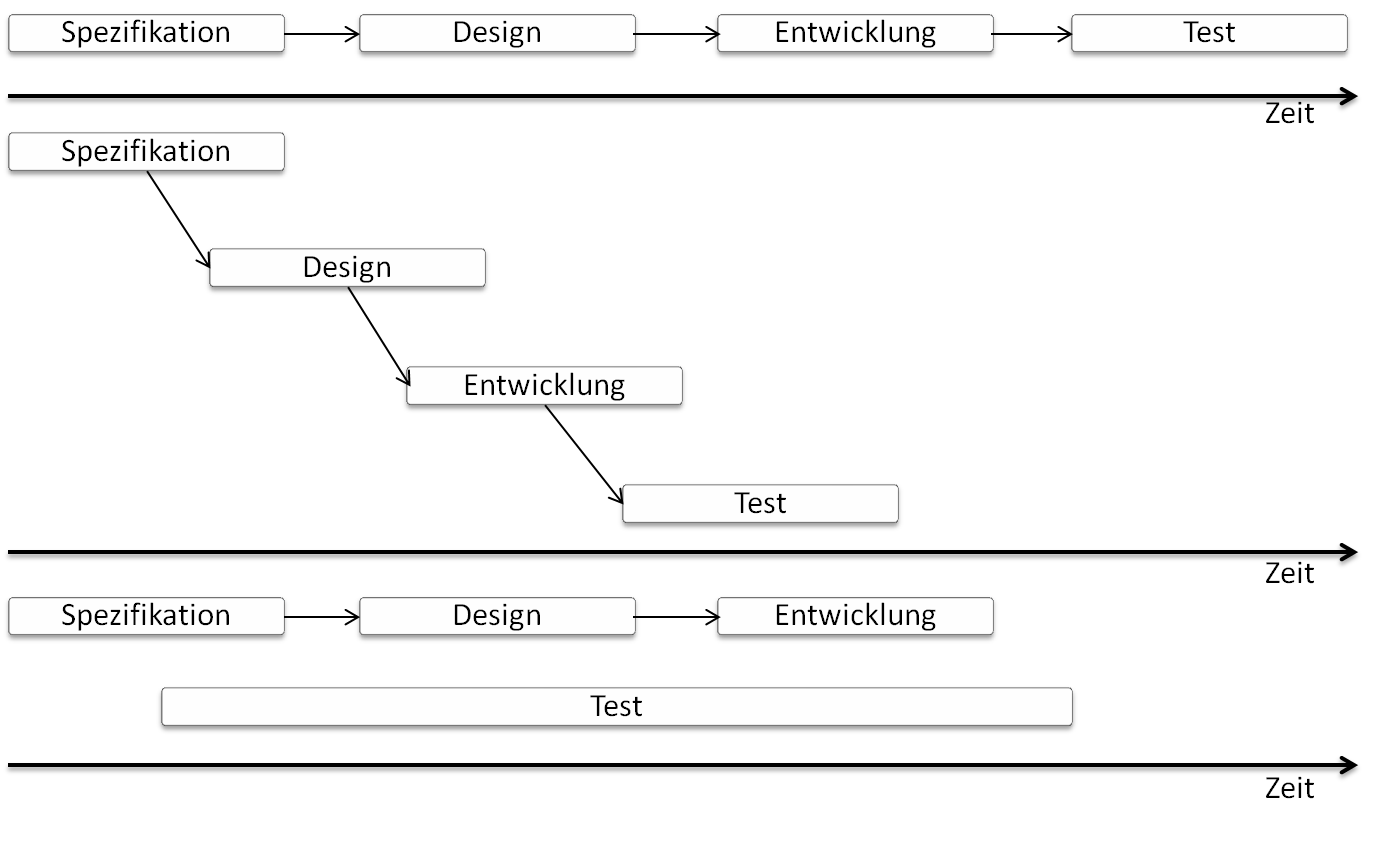 Spezifikation
Design
Entwicklung
Test
Zeit
Spezifikation
Design
Entwicklung
Test
Zeit
Spezifikation
Design
Entwicklung
Test
Zeit